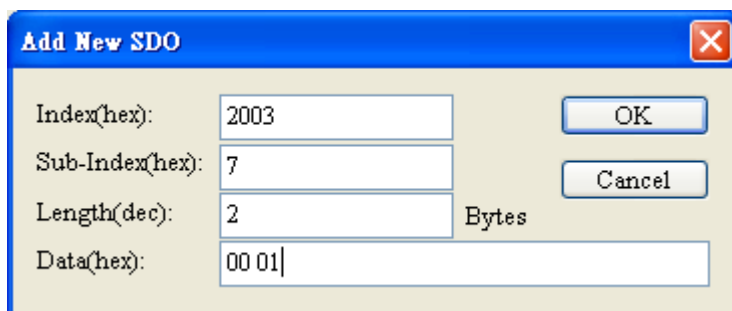 Add New SDO
Index(hex): 2003 OK
Sub-Index(hex): 7 Cancel
Length(dec): 2 Bytes
Data(hex): 00 01